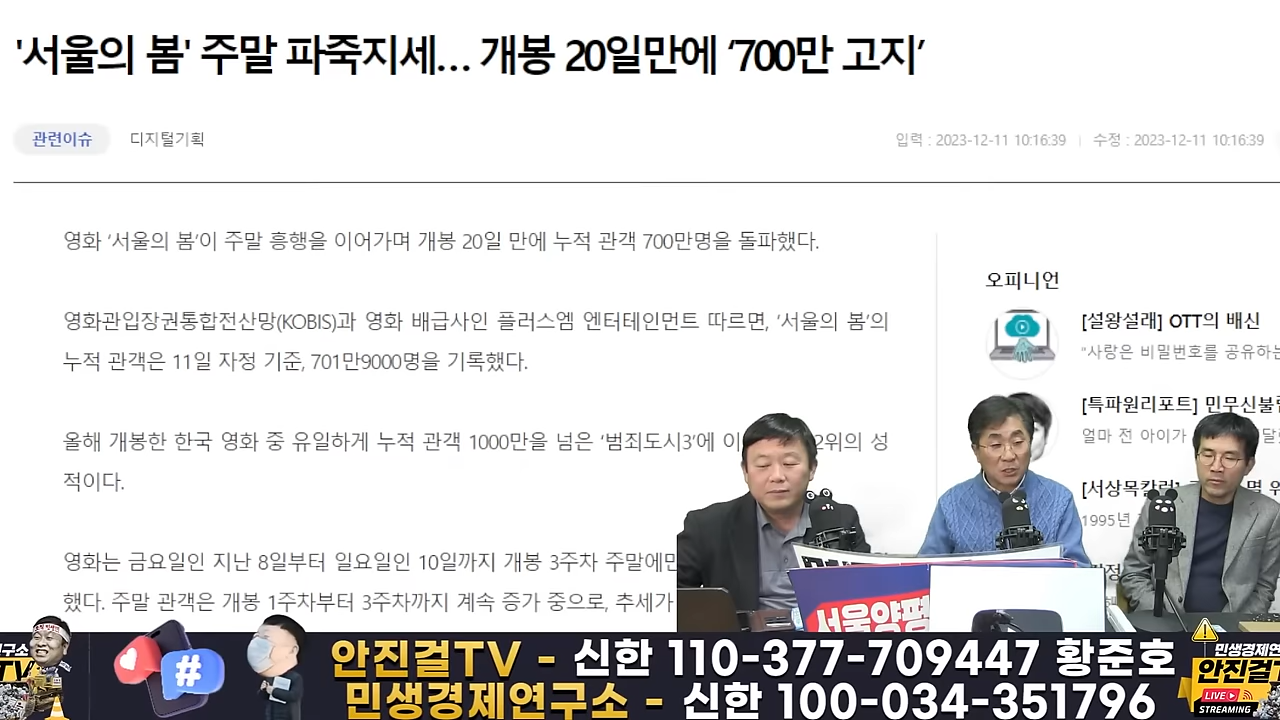 '서울의 봄' 주말 파죽지세… 개봉 20일만에 ‘700만 고지’
관련이슈 디지털기획
입력 : 2023-12-11 10:16:39 수정 : 2023-12-11 10:16:39
영화 ‘서울의 봄’이 주말 흥행을 이어가며 개봉 20일 만에 누적 관객 700만명을 돌파했다.
영화관입장권통합전산망(KOBIS)과 영화 배급사인 플러스엠 엔터테인먼트 따르면, ‘서울의 봄’의
누적 관객은 11일 자정 기준, 701만9000명을 기록했다.
올해 개봉한 한국 영화 중 유일하게 누적 관객 1000만을 넘은 ‘범죄도시3’에 이 2위의 성
적이다.
영화는 금요일인 지난 8일부터 일요일인 10일까지 개봉 3주차 주말에만
했다. 주말 관객은 개봉 1주차부터 3주차까지 계속 증가 중으로, 추세가
오피니언
[설왕설래] OTT의 배신
"사랑은 비밀번호를 공유하는
[특파원리포트] 민무신불립
얼마 전 아이가 달
[서상목칼럼] 명
1995년
서울양평
안진걸TV - 신한 110-377-709447 황준호
민생경제연구소 - 신한 100-034-351796
구소
TV
#
민생경제연
안진걸T
LIVE
STREAMING